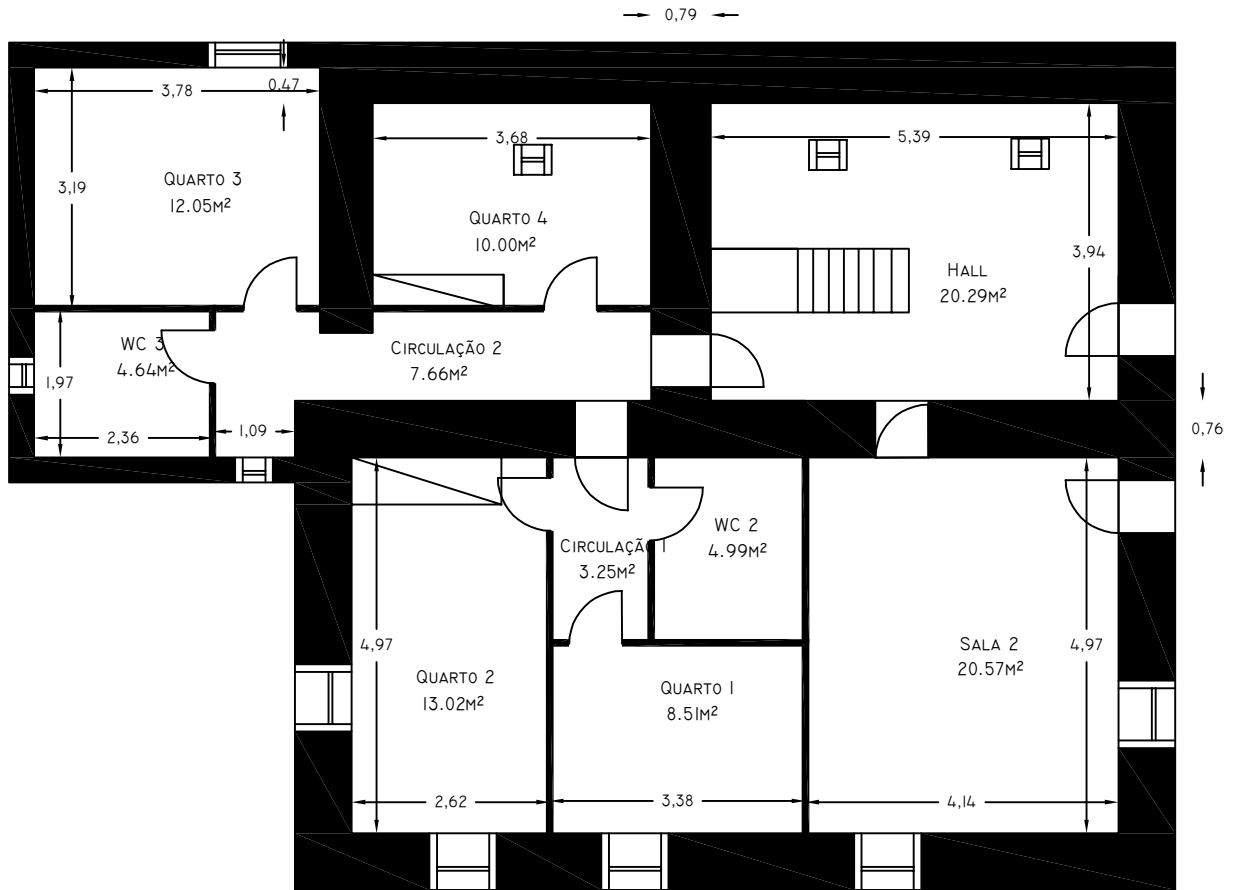 0,79
3,78
0,47
3,68
5,39
3,19
Quarto 3
12.05m²
Quarto 4
10.00m²
3,94
Hall
20.29m²
WC 3
4.64m²
Circulação 2
7.66m²
1,97
2,36
1,09
0,76
WC 2
4.99m²
Circulação 1
3.25m²
4,97
Quarto 2
13.02m²
Quarto 1
8.51m²
Sala 2
20.57m²
4,97
2,62
3,38
4,14